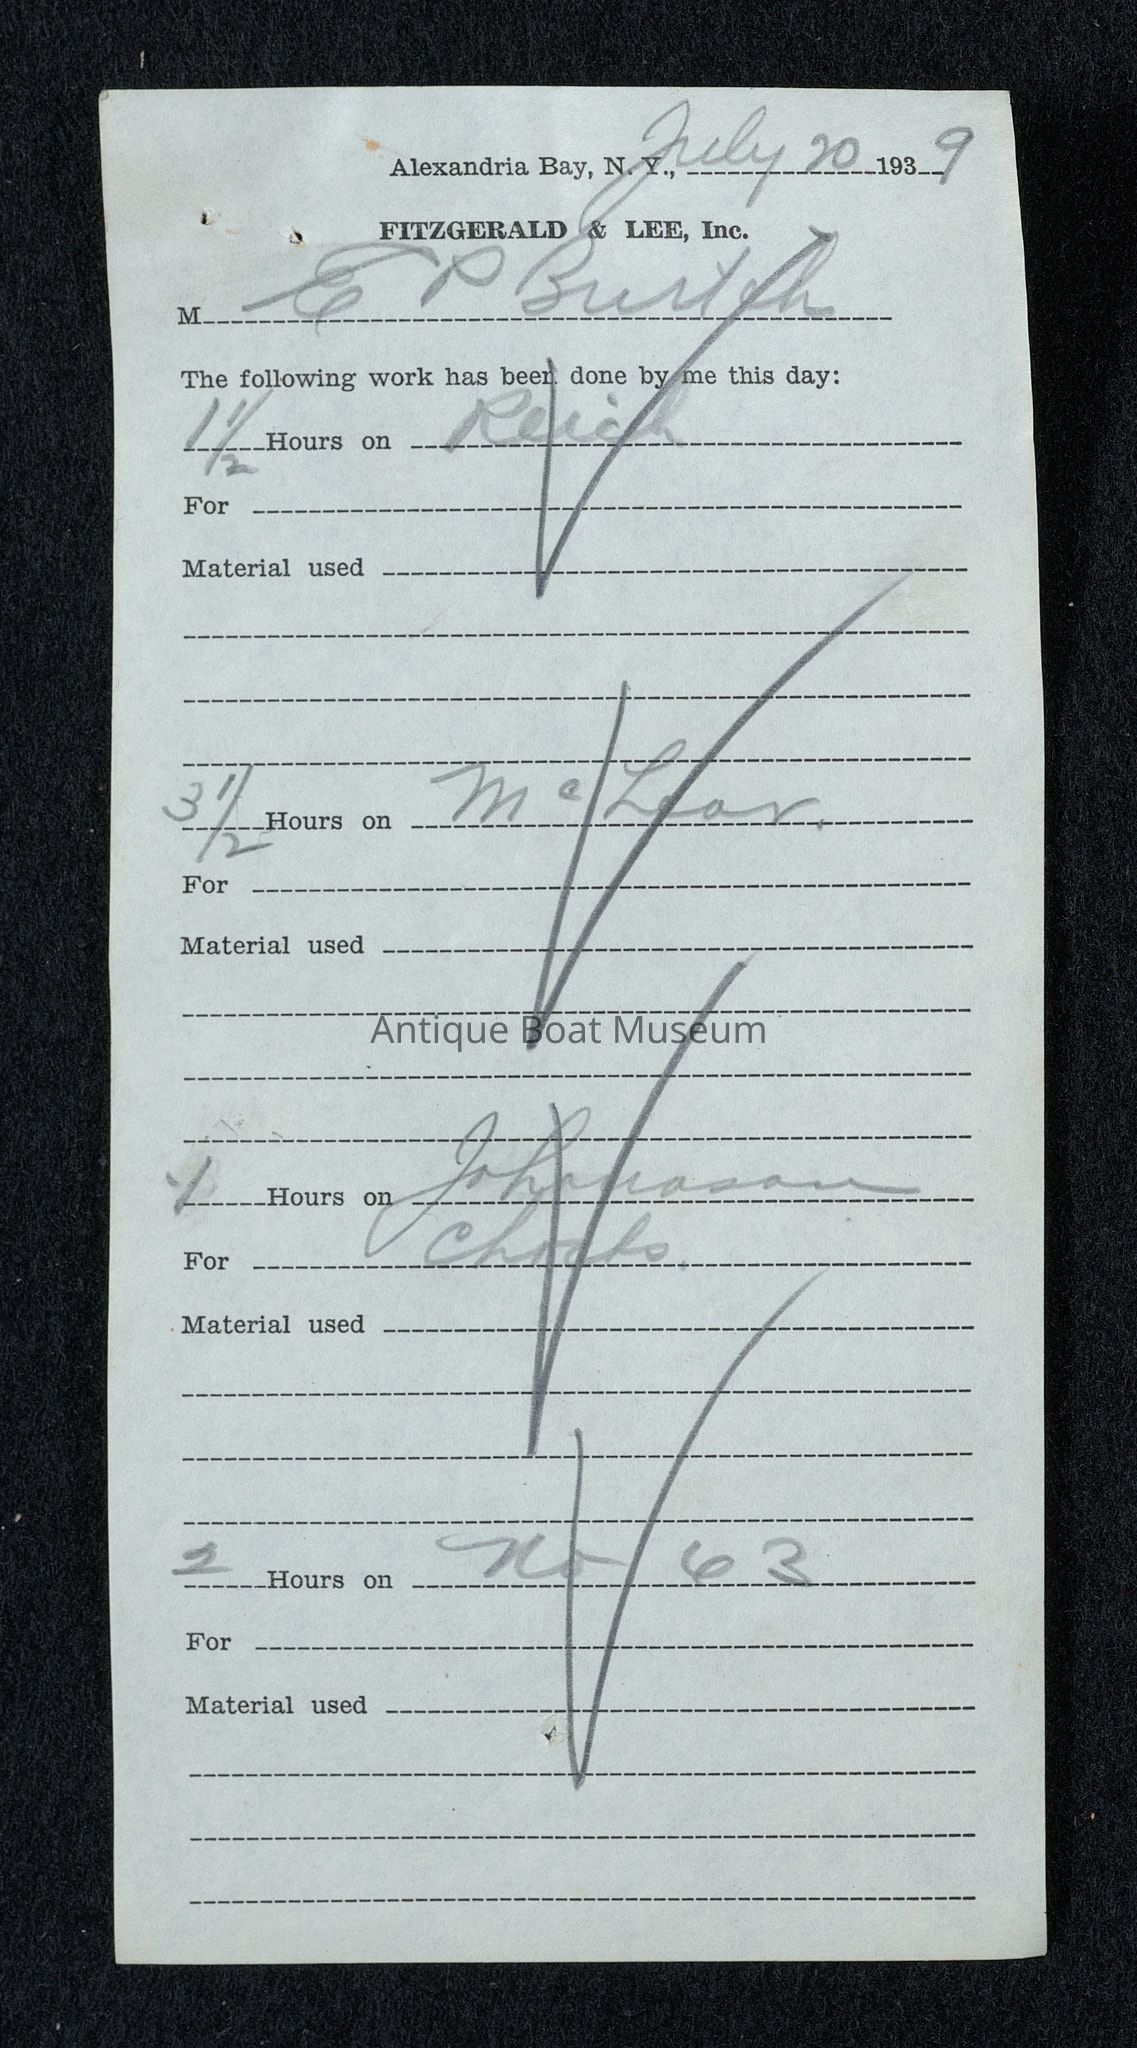 Alexandria Bay, N. Y., July 20 1939
FITZGERALD & LEE, Inc.
M E P Burtch
The following work has been done by me this day:
1 1/2 Hours on Reich
For
Material used
3 1/2 Hours on McLear.
For
Material used
Antique Boat Museum
1 Hours on
For Chocks.
Material used
2 Hours on No 63
For
Material used